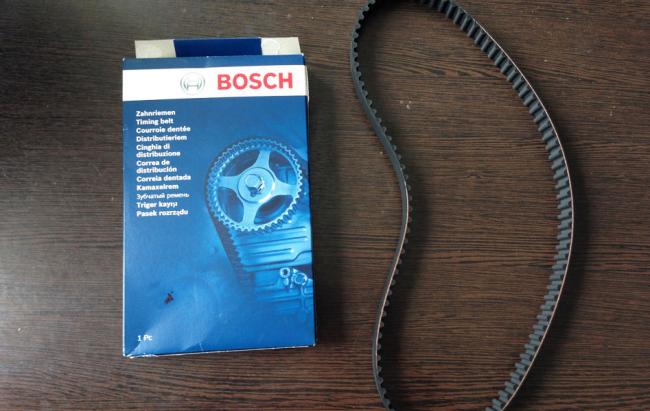 BOSCH
Zahnriemen
Timing belt
Courroie dentée
Distributieriem
Cinghia di
distribuzione
Correa de
distribución
Correia dentada
Kamaxelrem
Зубчатый ремень
Triger kayışı
Pasek rozrządu
1 Pc